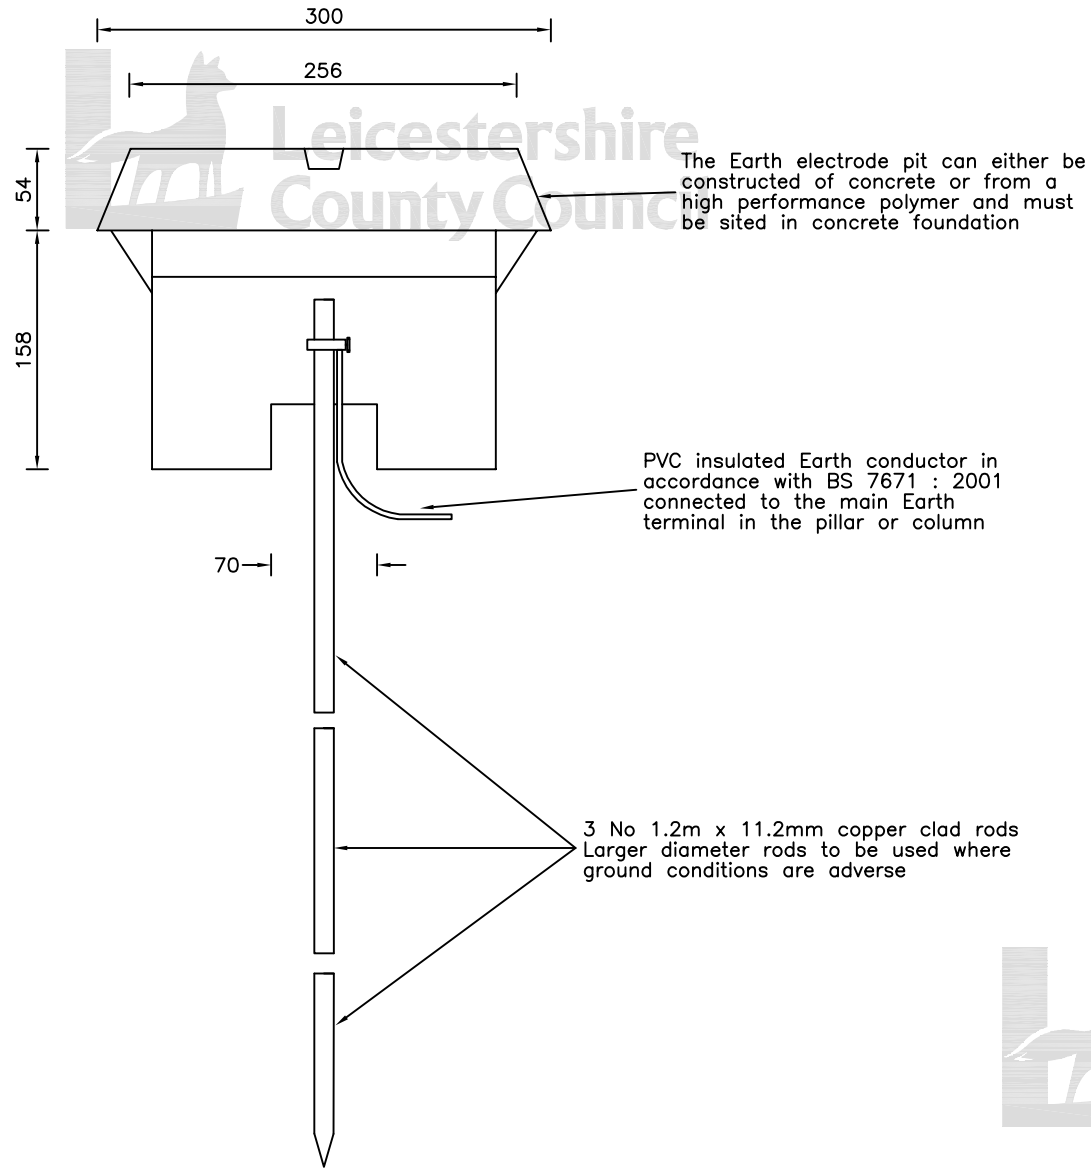 300
256
Leicestershire
County Council
54
The Earth electrode pit can either be
constructed of concrete or from a
high performance polymer and must
be sited in concrete foundation
158
PVC insulated Earth conductor in
accordance with BS 7671 : 2001
connected to the main Earth
terminal in the pillar or column
70
3 No 1.2m x 11.2mm copper clad rods
Larger diameter rods to be used where
ground conditions are adverse